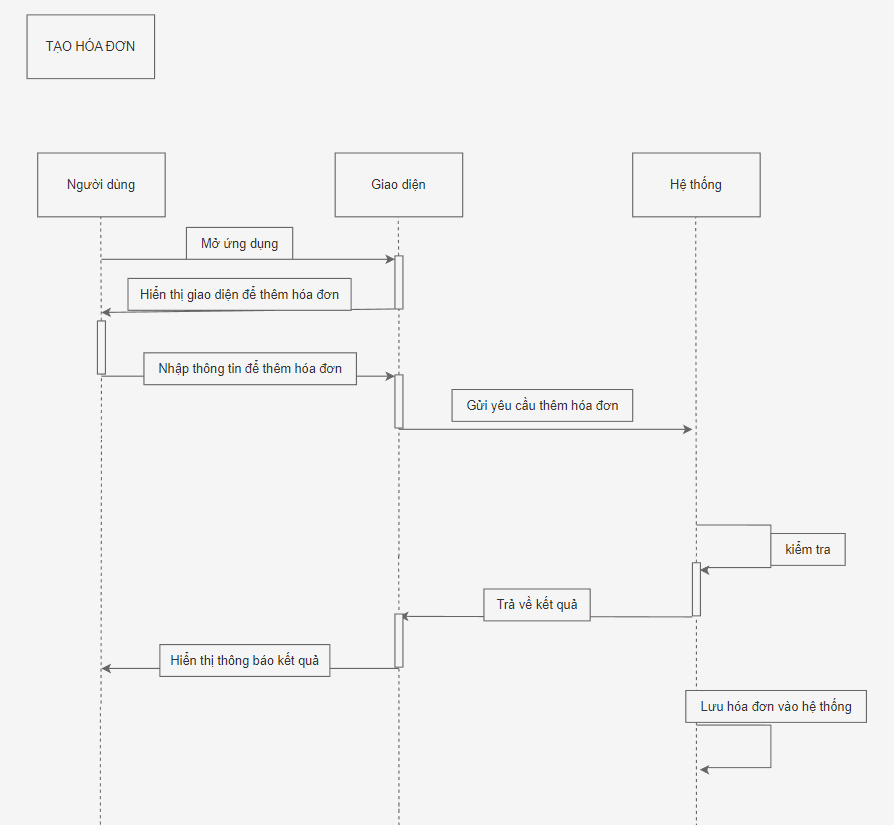 TẠO HÓA ĐƠN
Người dùng
Giao diện
Hệ thống
Mở ứng dụng
Hiển thị giao diện để thêm hóa đơn
Nhập thông tin để thêm hóa đơn
Gửi yêu cầu thêm hóa đơn
kiểm tra
Trả về kết quả
Hiển thị thông báo kết quả
Lưu hóa đơn vào hệ thống